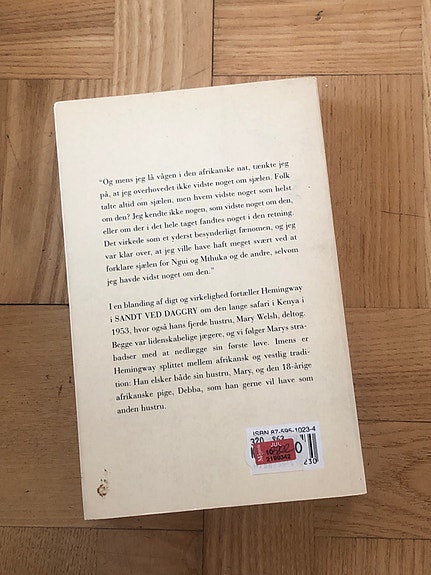 "Og mens jeg lå vågen i den afrikanske nat, tænkte jeg
på, at jeg overhovedet ikke vidste noget om sjælen. Folk
talte altid om sjælen, men hvem vidste noget som helst
om den? Jeg kendte ikke nogen, som vidste noget om den,
eller om der i det hele taget fandtes noget i den retning.
Det virkede som et yderst besynderligt fænomen, og jeg
var klar over, at jeg ville have haft meget svært ved at
forklare sjælen for Ngui og Mthuka og de andre, selvom
jeg havde vidst noget om den."
I en blanding af digt og virkelighed fortæller Hemingway
i SANDT VED DAGGRY om den lange safari i Kenya i
1953, hvor også hans fjerde hustru, Mary Welsh, deltog.
Begge var lidenskabelige jægere, og vi følger Marys stra-
badser med at nedlægge sin første løve. Imens er
Hemingway splittet mellem afrikansk og vestlig tradi-
tion: Han elsker både sin hustru, Mary, og den 18-årige
afrikanske pige, Debba, som han gerne vil have som
anden hustru.
ISBN 87-595-1023-4
2199342
230